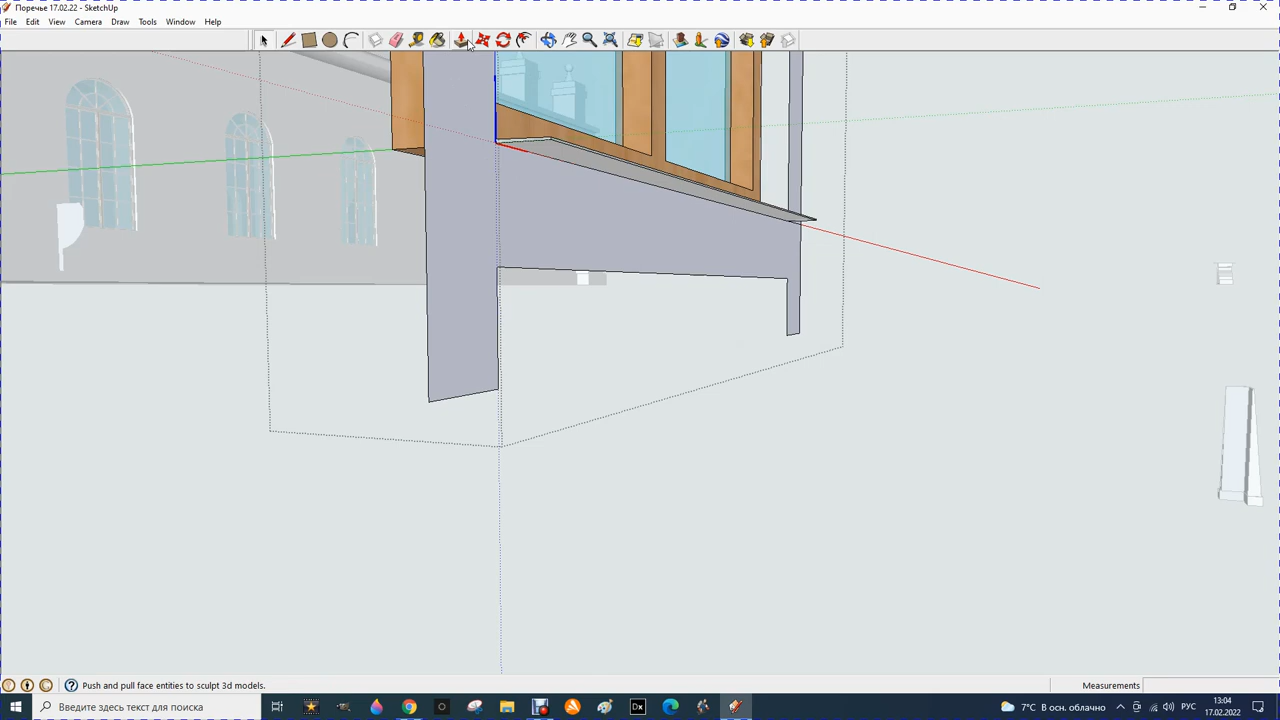 Поречье 17.02.22 - SketchUp
File Edit View Camera Draw Tools Window Help
Push and pull face entities to sculpt 3d models.
Measurements
Введите здесь текст для поиска
Dx
7°C В осн. облачно
РУС
13:04
17.02.2022